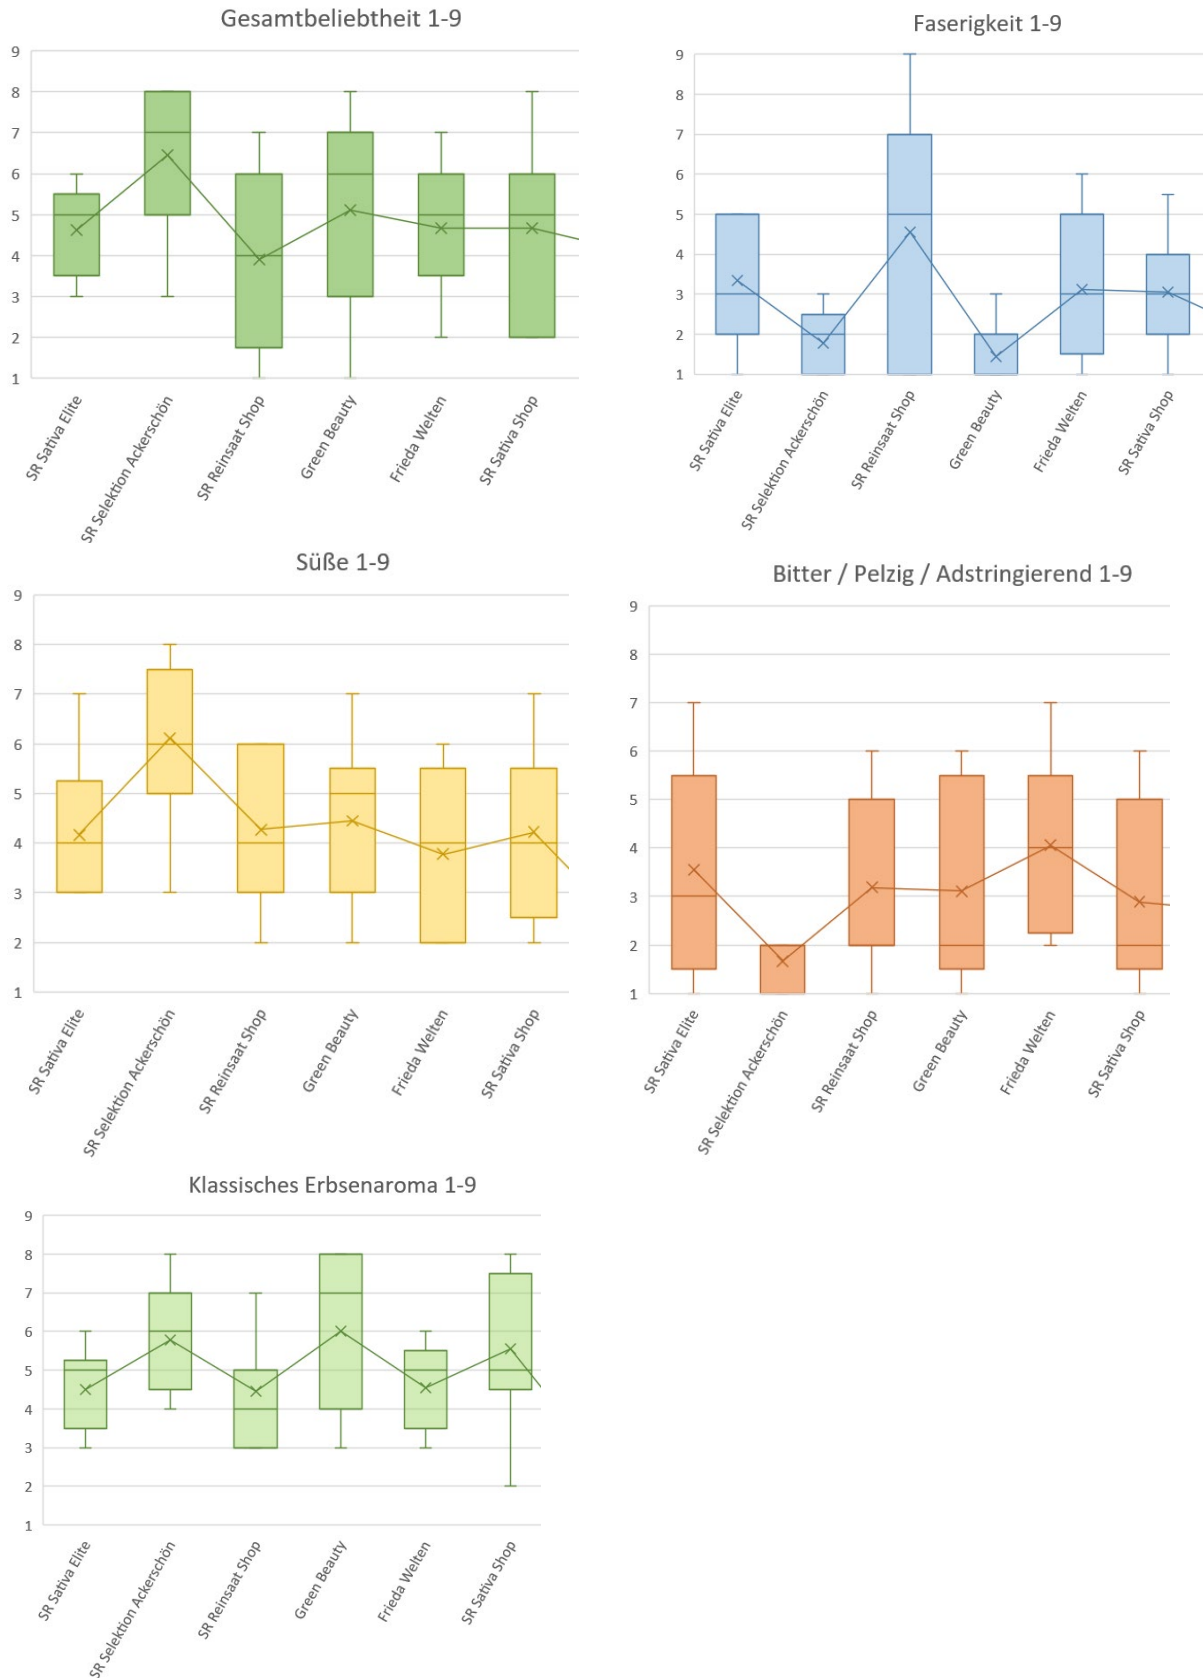 Gesamtbeliebtheit 1-9
9
8
7
6
5
4
3
2
1
SR Sativa Elite
SR Selektion Ackerschön
SR Reinsaat Shop
Green Beauty
Frieda Welten
SR Sativa Shop
Faserigkeit 1-9
9
8
7
6
5
4
3
2
1
SR Sativa Elite
SR Selektion Ackerschön
SR Reinsaat Shop
Green Beauty
Frieda Welten
SR Sativa Shop
Süße 1-9
9
8
7
6
5
4
3
2
1
SR Sativa Elite
SR Selektion Ackerschön
SR Reinsaat Shop
Green Beauty
Frieda Welten
SR Sativa Shop
Bitter / Pelzig / Adstringierend 1-9
9
8
7
6
5
4
3
2
1
SR Sativa Elite
SR Selektion Ackerschön
SR Reinsaat Shop
Green Beauty
Frieda Welten
SR Sativa Shop
Klassisches Erbsenaroma 1-9
9
8
7
6
5
4
3
2
1
SR Sativa Elite
SR Selektion Ackerschön
SR Reinsaat Shop
Green Beauty
Frieda Welten
SR Sativa Shop